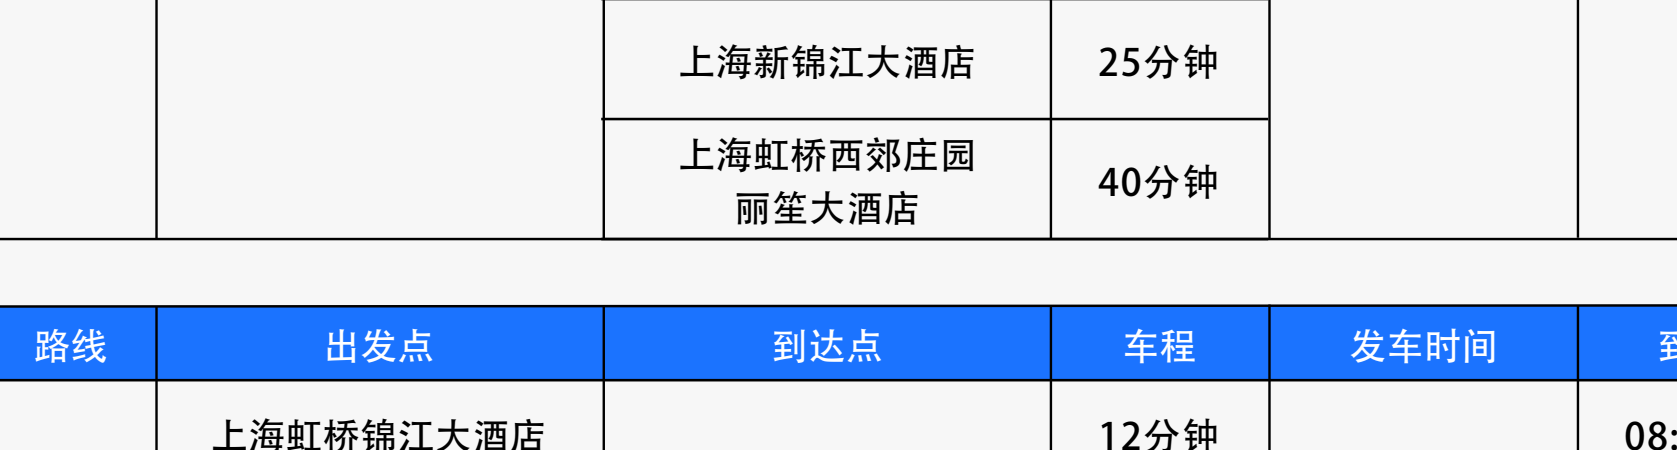 上海新锦江大酒店 25分钟
上海虹桥西郊庄园
丽笙大酒店 40分钟
路线 出发点 到达点 车程 发车时间
上海虹桥锦江大酒店 12分钟 08: